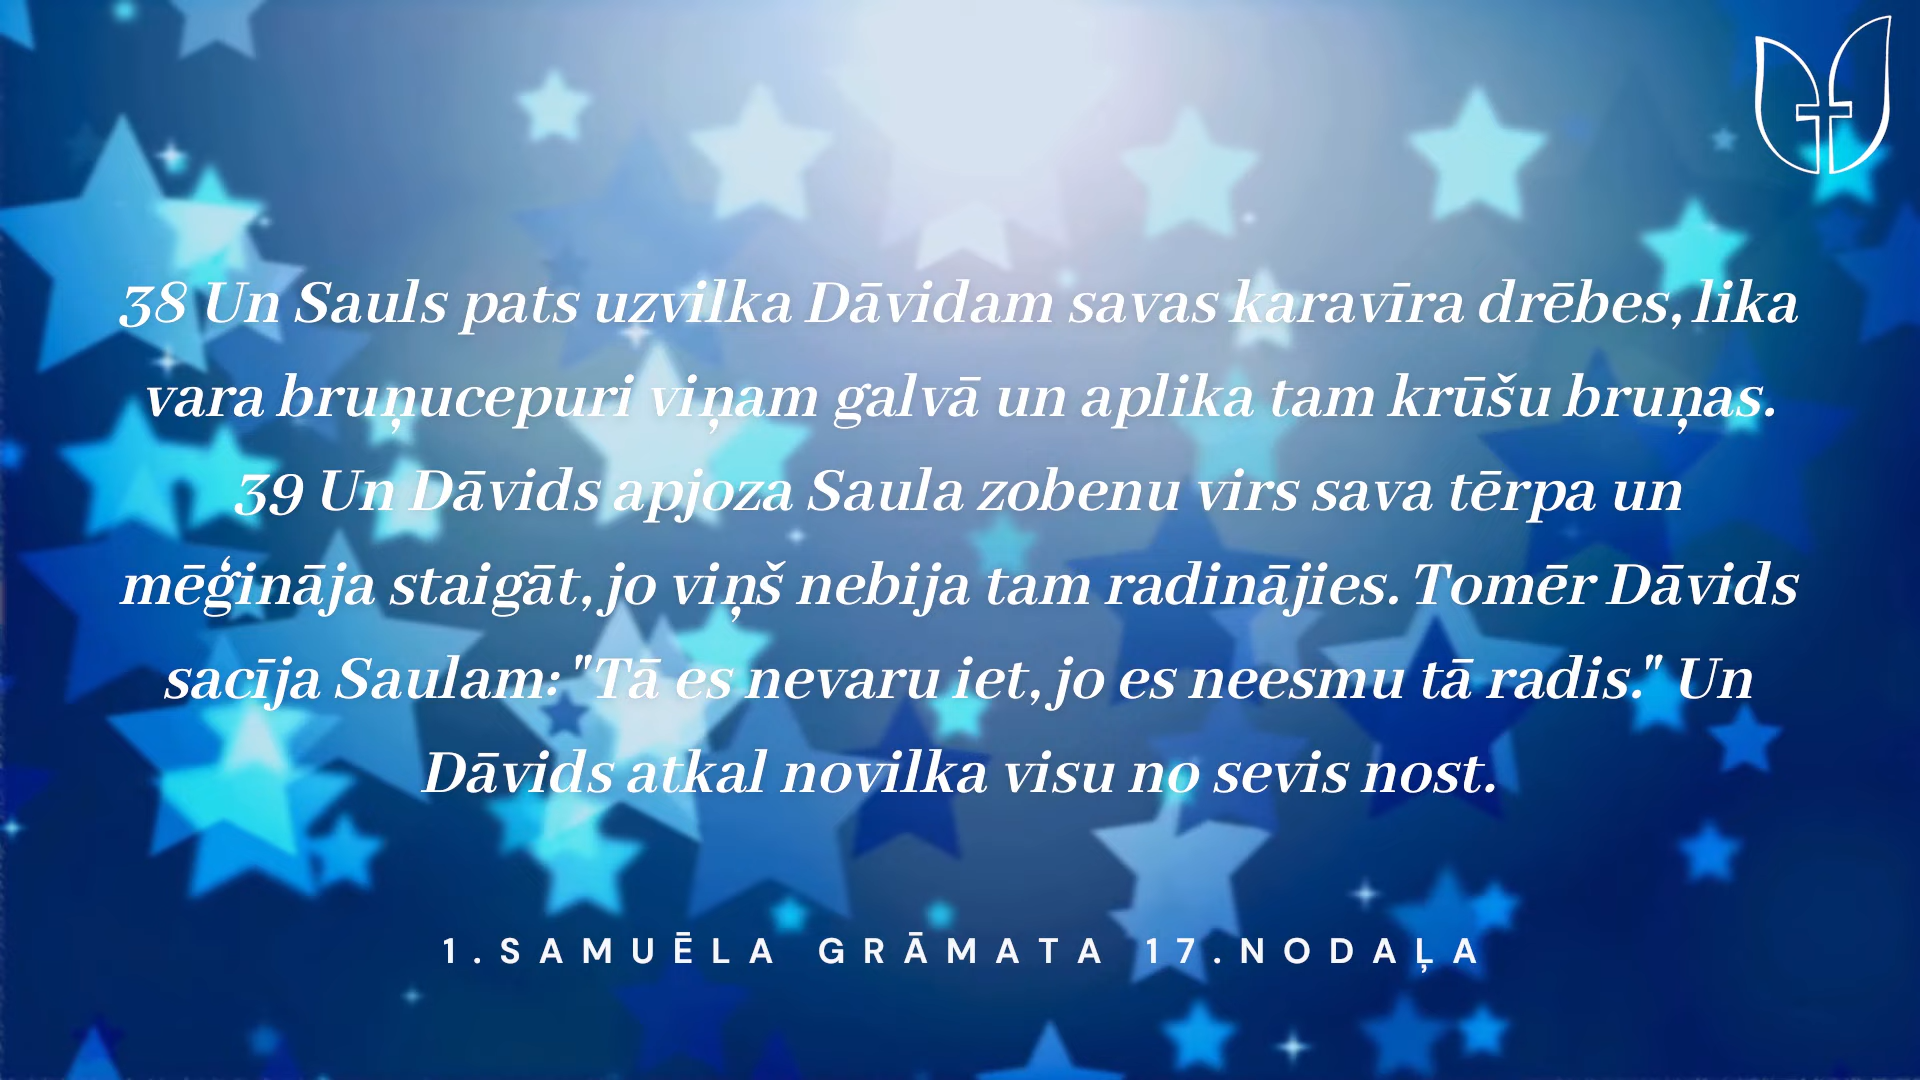 38 Un Sauls pats uzvilka Dāvidam savas karavīra drēbes, lika
vara bruņucepuri viņam galvā un aplika tam krūšu bruņas.
39 Un Dāvids apjoza Saula zobenu virs sava tērpa un
mēģināja staigāt, jo viņš nebija tam radinājies. Tomēr Dāvids
sacīja Saulam: "Tā es nevaru iet, jo es neesmu tā radis." Un
Dāvids atkal novilka visu no sevis nost.
1.SAMUĒLA GRĀMATA 17.NODAĻA